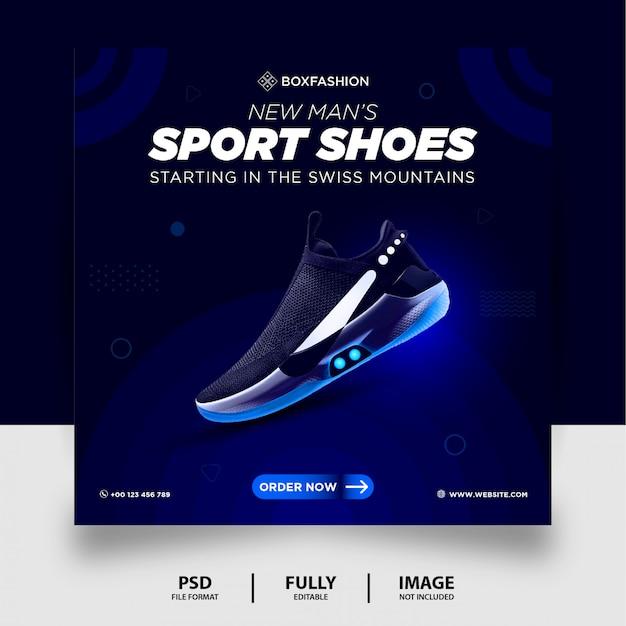 BOXFASHION
NEW MAN'S
SPORT SHOES
STARTING IN THE SWISS MOUNTAINS
ORDER NOW
+00 123 456 789
WWW.WEBSITE.COM
PSD
FILE FORMAT
FULLY
EDITABLE
IMAGE
NOT INCLUDED